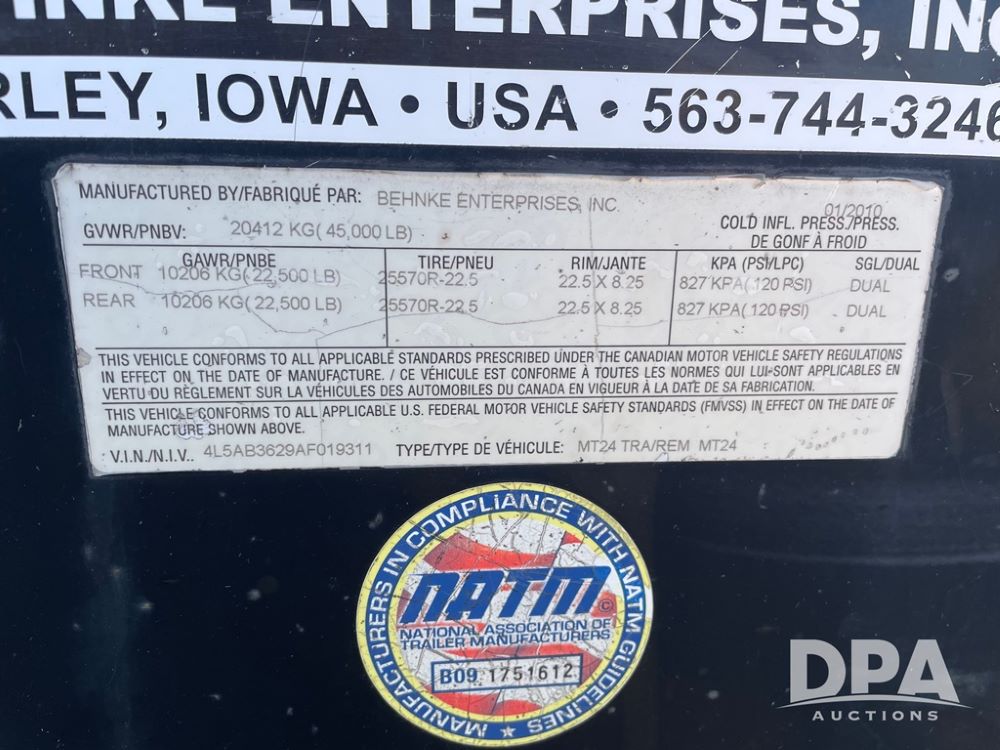 INKE ENTERPRISES, INC
RLEY, IOWA • USA • 563-744-3246
MANUFACTURED BY/FABRIQUÉ PAR: BEHNKE ENTERPRISES, INC. 01/2010
GVWR/PNBV: 20412 KG( 45,000 LB) COLD INFL. PRESS./PRESS.
DE GONF À FROID
GAWR/PNBE TIRE/PNEU RIM/JANTE KPA (PSI/LPC) SGL/DUAL
FRONT 10206 KG( 22,500 LB) 25570R-22.5 22.5 X 8.25 827 KPA( 120 PSI) DUAL
REAR 10206 KG( 22,500 LB) 25570R-22.5 22.5 X 8.25 827 KPA( 120 PSI) DUAL
THIS VEHICLE CONFORMS TO ALL APPLICABLE STANDARDS PRESCRIBED UNDER THE CANADIAN MOTOR VEHICLE SAFETY REGULATIONS
IN EFFECT ON THE DATE OF MANUFACTURE. / CE VÉHICULE EST CONFORME À TOUTES LES NORMES QUI LUI-SONT APPLICABLES EN
VERTU DU RÈGLEMENT SUR LA VÉHICULES DES AUTOMOBILES DU CANADA EN VIGUEUR À LA DATE DE SA FABRICATION.
THIS VEHICLE CONFORMS TO ALL APPLICABLE U.S. FEDERAL MOTOR VEHICLE SAFETY STANDARDS (FMVSS) IN EFFECT ON THE DATE OF
MANUFACTURE SHOWN ABOVE.
V.I.N./N.I.V.. 4L5AB3629AF019311 TYPE/TYPE DE VÉHICULE: MT24 TRA/REM MT24
MANUFACTURERS IN COMPLIANCE WITH NATM GUIDELINES
NATM ©
NATIONAL ASSOCIATION OF
TRAILER MANUFACTURERS
B09 1751612
DPA
AUCTIONS